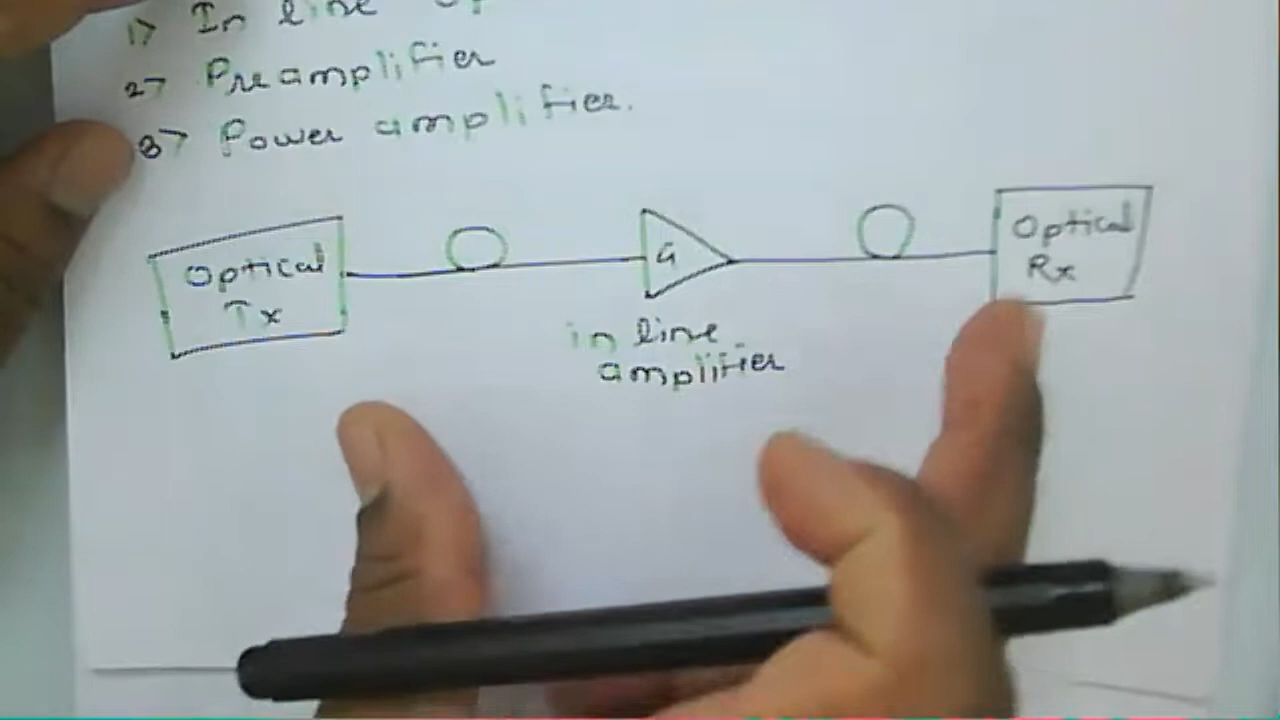 1> In line
2> Preamplifier
3> Power amplifier.
Optical
Tx
G
in line
amplifier
Optical
Rx